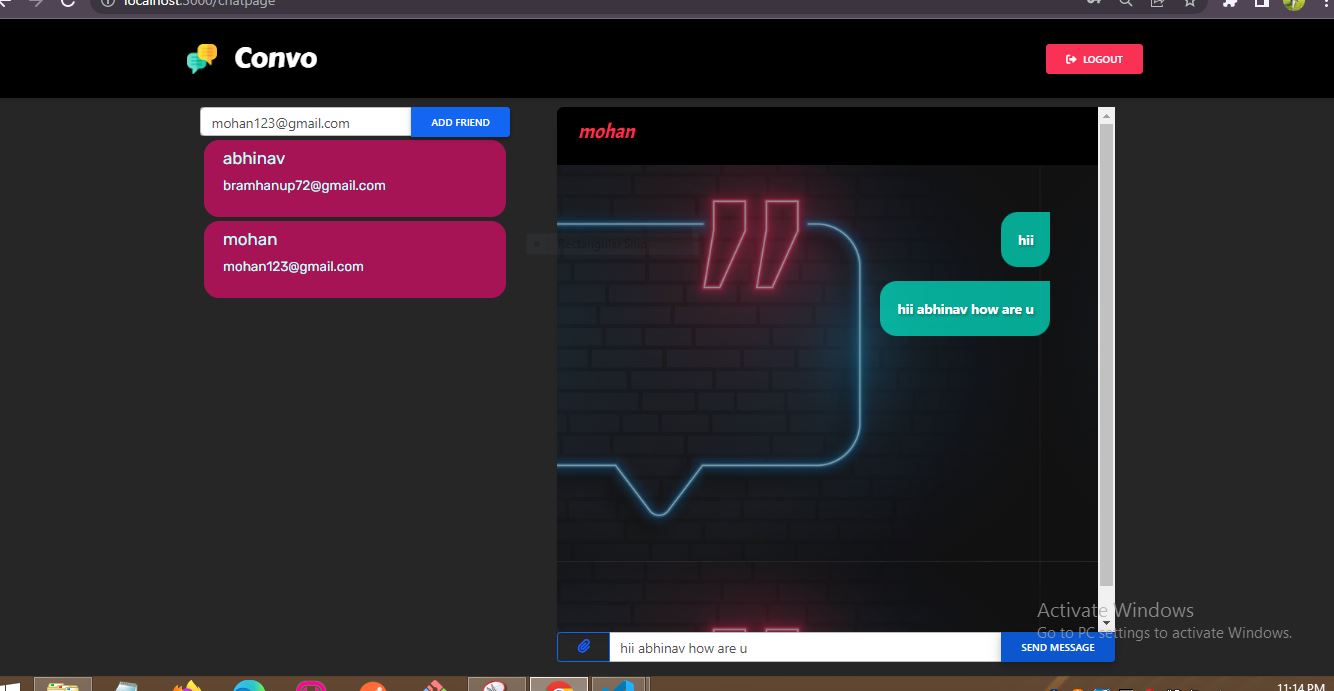 localhost:3000/chatpage
Convo
LOGOUT
mohan123@gmail.com
ADD FRIEND
abhinav
bramhanup72@gmail.com
mohan
mohan123@gmail.com
mohan
Rectangular Snip
hii
hii abhinav how are u
Activate Windows
Go to PC settings to activate Windows.
hii abhinav how are u
SEND MESSAGE
11:14 PM